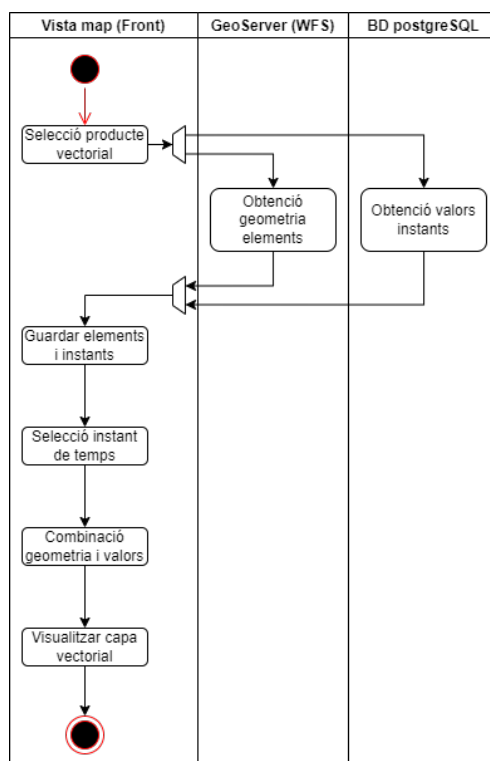 Vista map (Front)
GeoServer (WFS)
BD postgreSQL
Selecció producte
vectorial
Obtenció
geometria
elements
Obtenció valors
instants
Guardar elements
i instants
Selecció instant
de temps
Combinació
geometria i valors
Visualitzar capa
vectorial